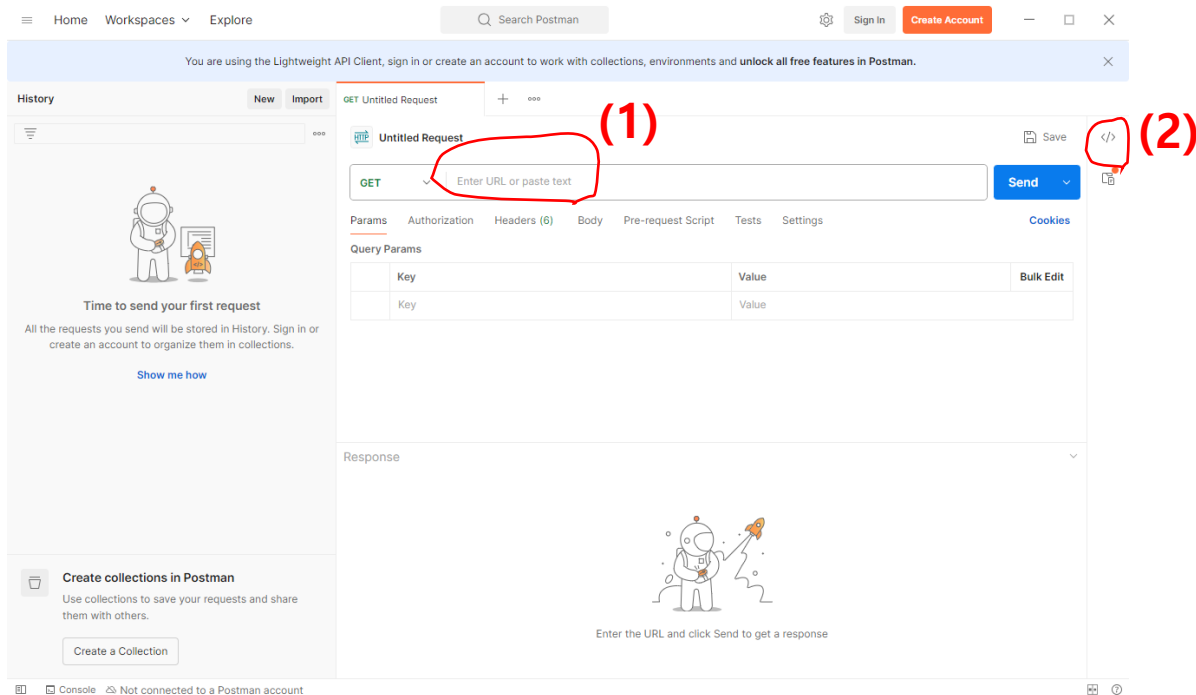 Home Workspaces Explore Search Postman Sign In Create Account
You are using the Lightweight API Client, sign in or create an account to work with collections, environments and unlock all free features in Postman.
History New Import GET Untitled Request
HTTP Untitled Request (1) Save </> (2)
GET Enter URL or paste text Send
Params Authorization Headers (6) Body Pre-request Script Tests Settings Cookies
Query Params
Key Value Bulk Edit
Key Value
Time to send your first request
All the requests you send will be stored in History. Sign in or
create an account to organize them in collections.
Show me how
Response
Enter the URL and click Send to get a response
Create collections in Postman
Use collections to save your requests and share
them with others.
Create a Collection
Console Not connected to a Postman account